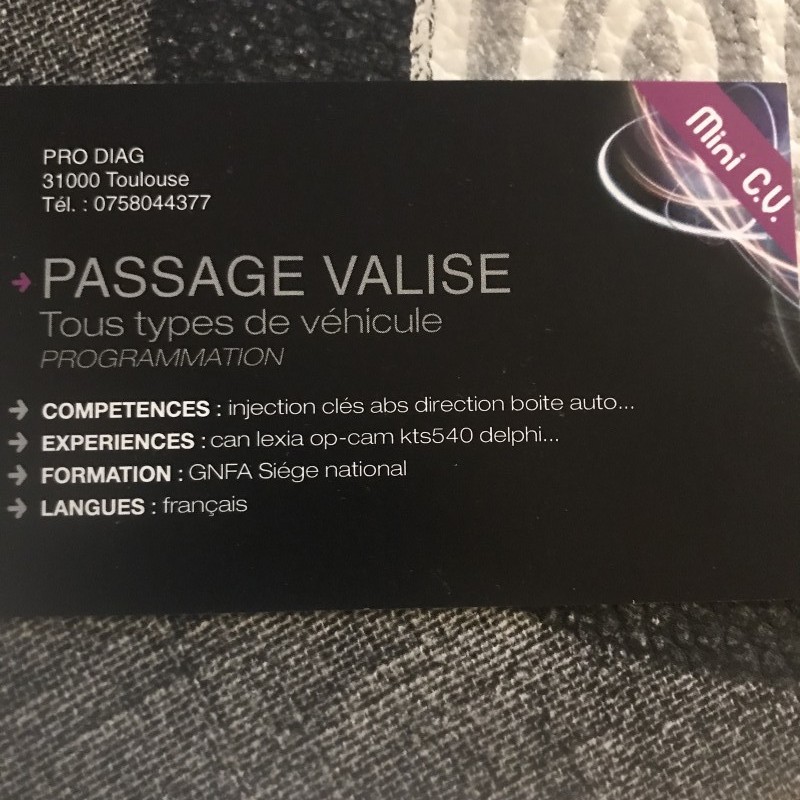 Mini C.V.
PRO DIAG
31000 Toulouse
Tél. : 0758044377
PASSAGE VALISE
Tous types de véhicule
PROGRAMMATION
COMPETENCES : injection clés abs direction boite auto...
EXPERIENCES : can lexia op-cam kts540 delphi...
FORMATION : GNFA Siége national
LANGUES : français